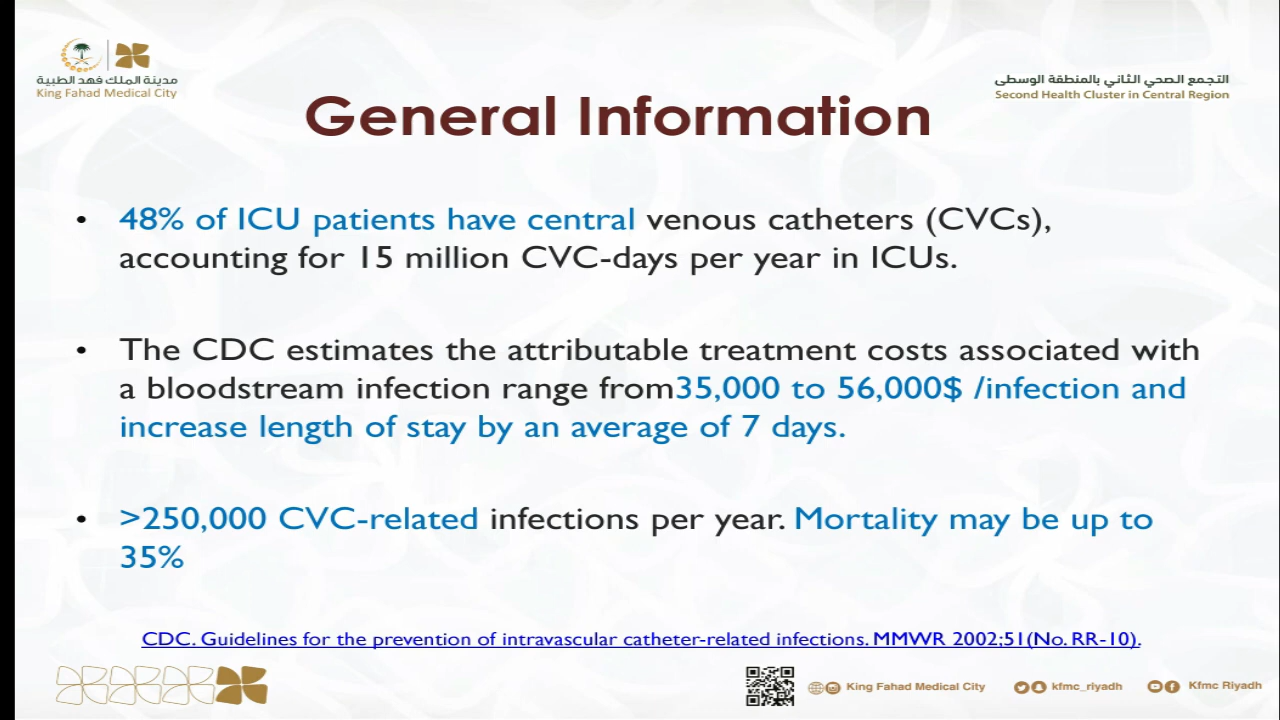 مدينة الملك فهد الطبية
King Fahad Medical City
التجمع الصحي الثاني بالمنطقة الوسطى
Second Health Cluster in Central Region
General Information
• 48% of ICU patients have central venous catheters (CVCs),
accounting for 15 million CVC-days per year in ICUs.
• The CDC estimates the attributable treatment costs associated with
a bloodstream infection range from35,000 to 56,000$ /infection and
increase length of stay by an average of 7 days.
• >250,000 CVC-related infections per year. Mortality may be up to
35%
CDC. Guidelines for the prevention of intravascular catheter-related infections. MMWR 2002;51(No. RR-10).
King Fahad Medical City
kfmc_riyadh
Kfmc Riyadh